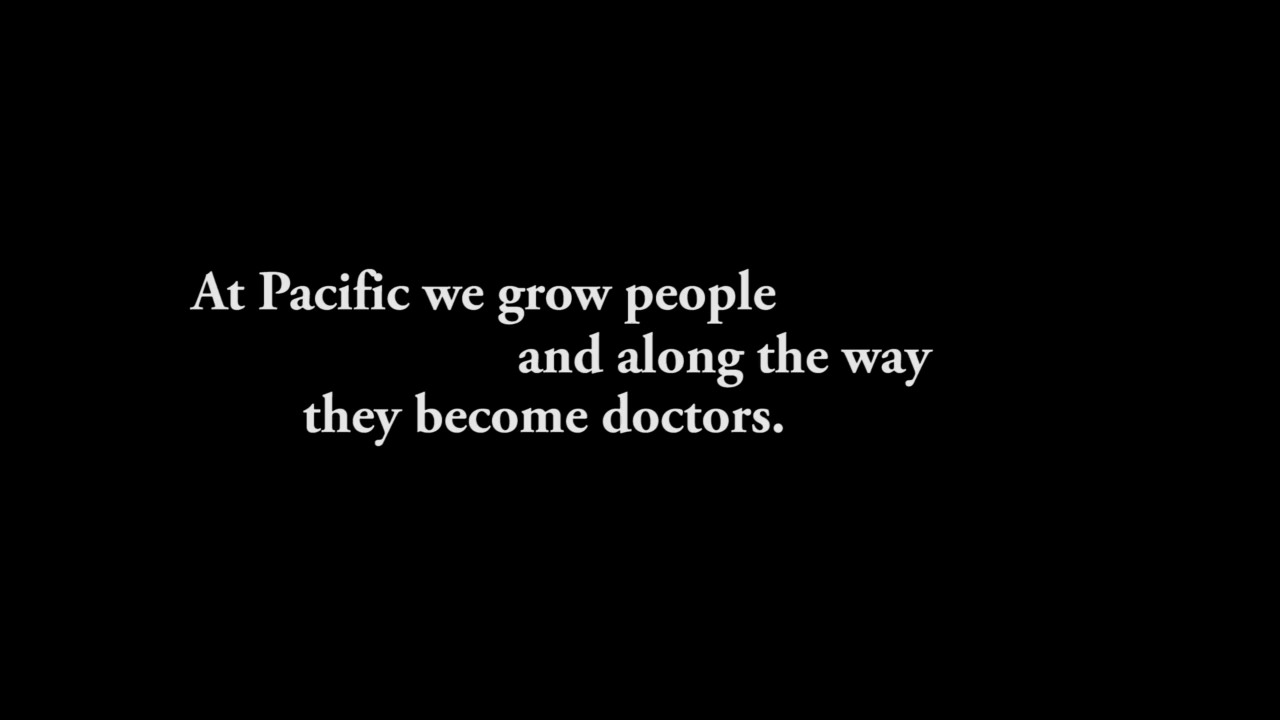 At Pacific we grow people
and along the way
they become doctors.